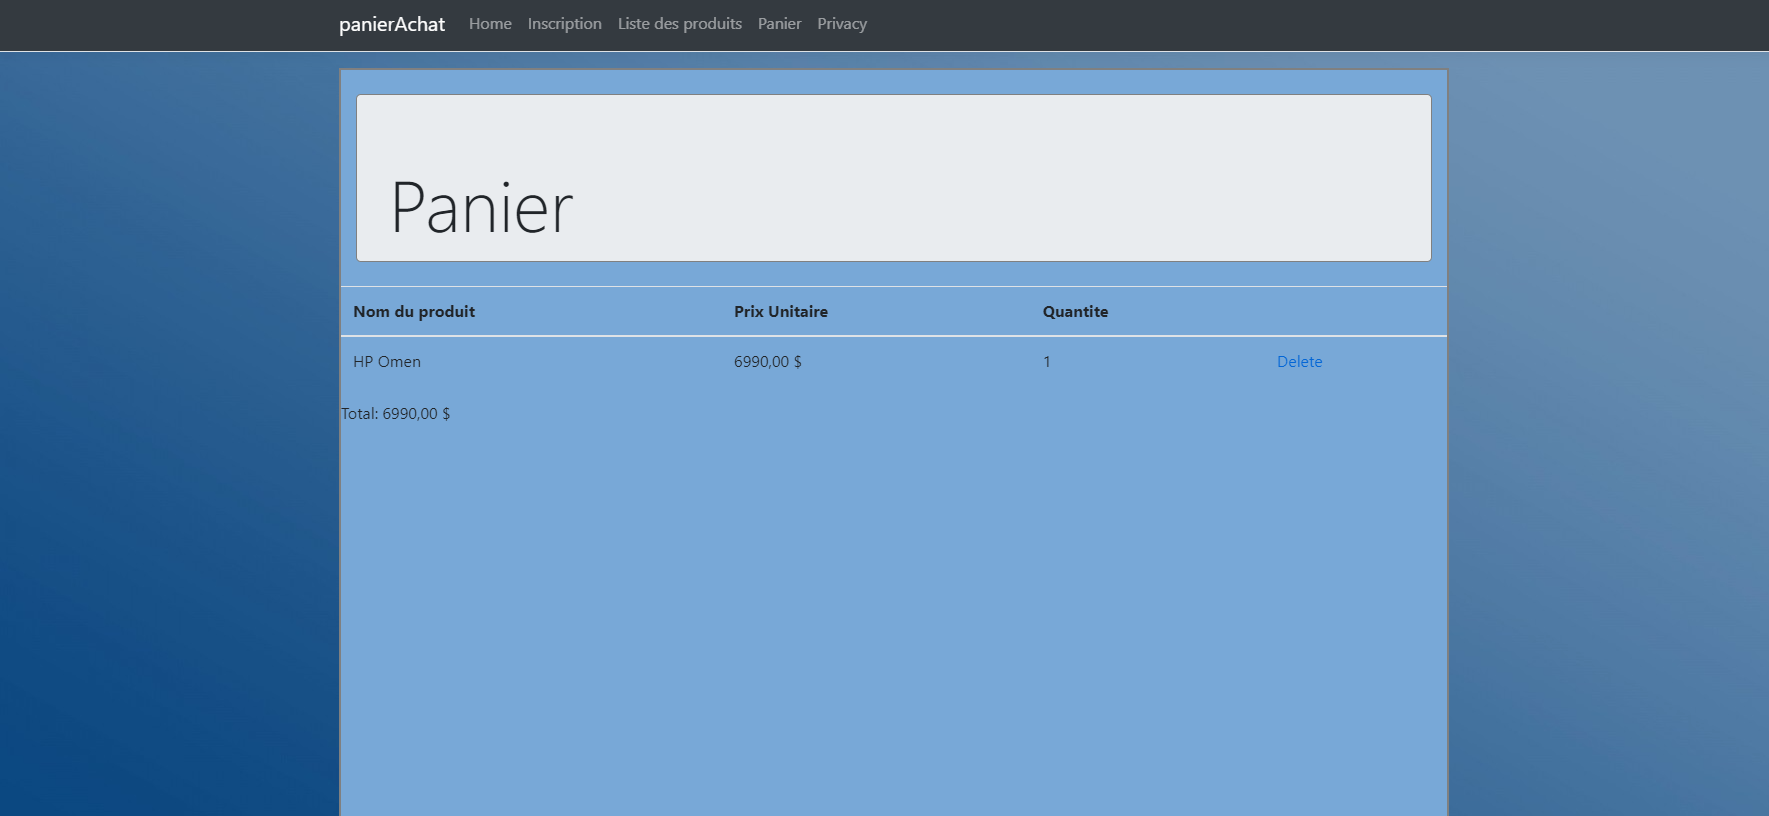 panierAchat Home Inscription Liste des produits Panier Privacy
Panier
Nom du produit Prix Unitaire Quantite
HP Omen 6990,00 $ 1 Delete
Total: 6990,00 $